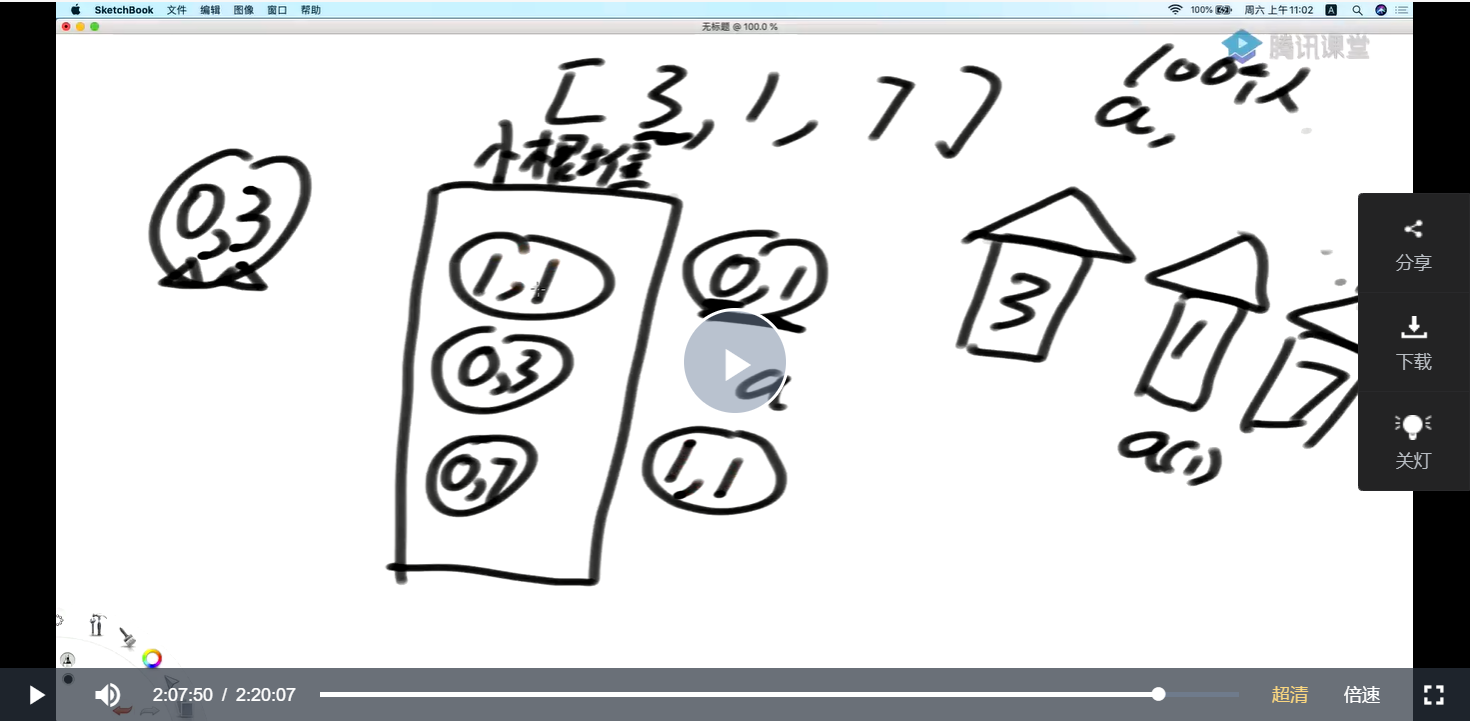 SketchBook 文件 编辑 图像 窗口 帮助 100% 周六 上午11:02 A
无标题 @ 100.0 %
腾讯课堂
[ 3, 1, 7 ]
100个人
a,
小根堆
0,3
1,1
0,1
0,3
a
0,7
1,1
3
1
7
a(1)
分享
下载
关灯
2:07:50 / 2:20:07 超清 倍速